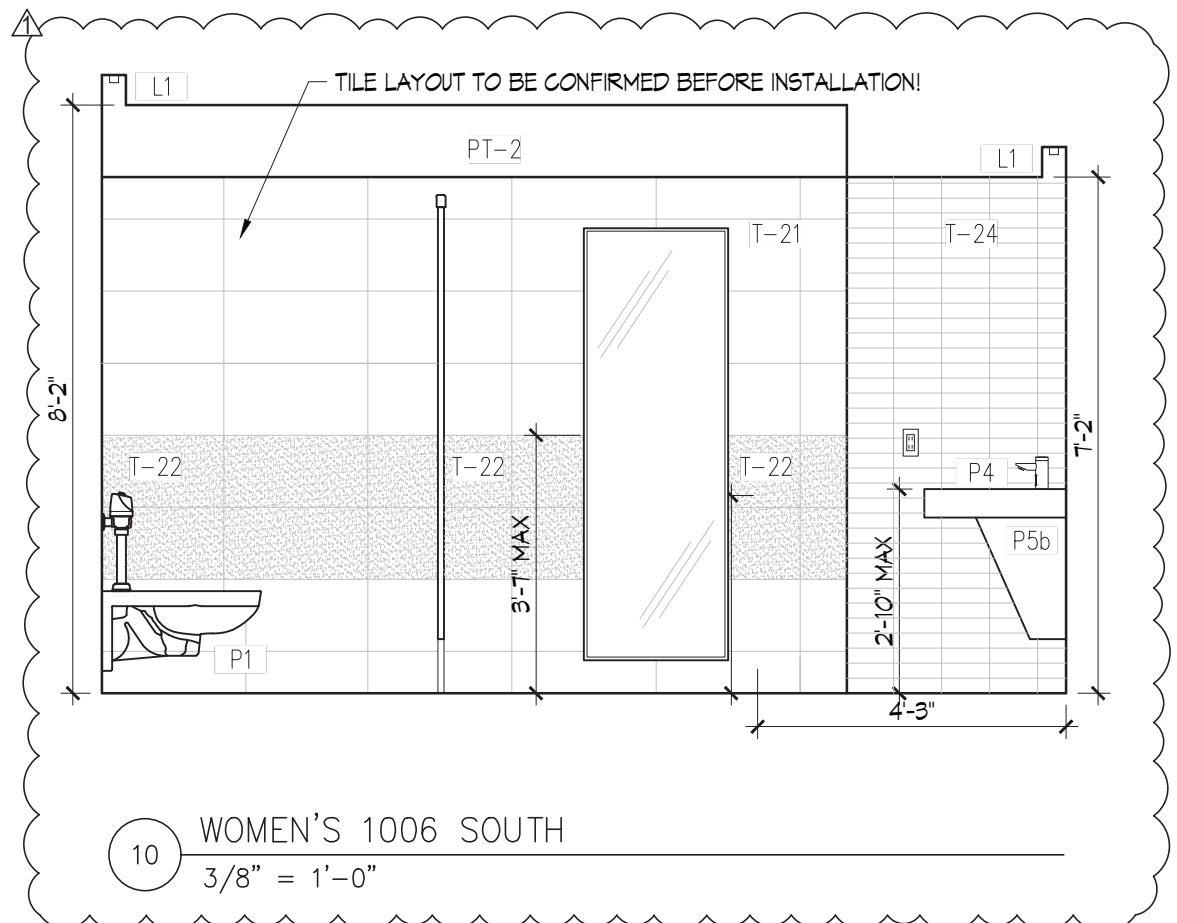 1
L1
TILE LAYOUT TO BE CONFIRMED BEFORE INSTALLATION!
PT-2
L1
T-21
T-24
8'-2"
7'-2"
T-22
T-22
T-22
P4
P5b
3'-7" MAX
2'-10" MAX
P1
4'-3"
10
WOMEN'S 1006 SOUTH
3/8" = 1'-0"